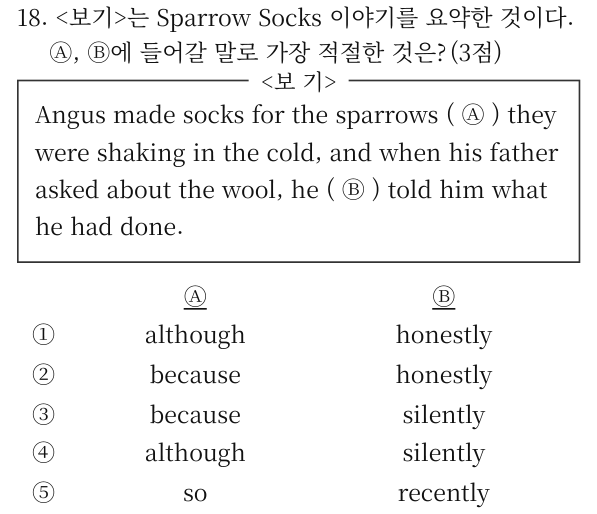 18. <보기>는 Sparrow Socks 이야기를 요약한 것이다.
Ⓐ, Ⓑ에 들어갈 말로 가장 적절한 것은? (3점)
<보 기>
Angus made socks for the sparrows ( Ⓐ ) they
were shaking in the cold, and when his father
asked about the wool, he ( Ⓑ ) told him what
he had done.
Ⓐ Ⓑ
① although honestly
② because honestly
③ because silently
④ although silently
⑤ so recently